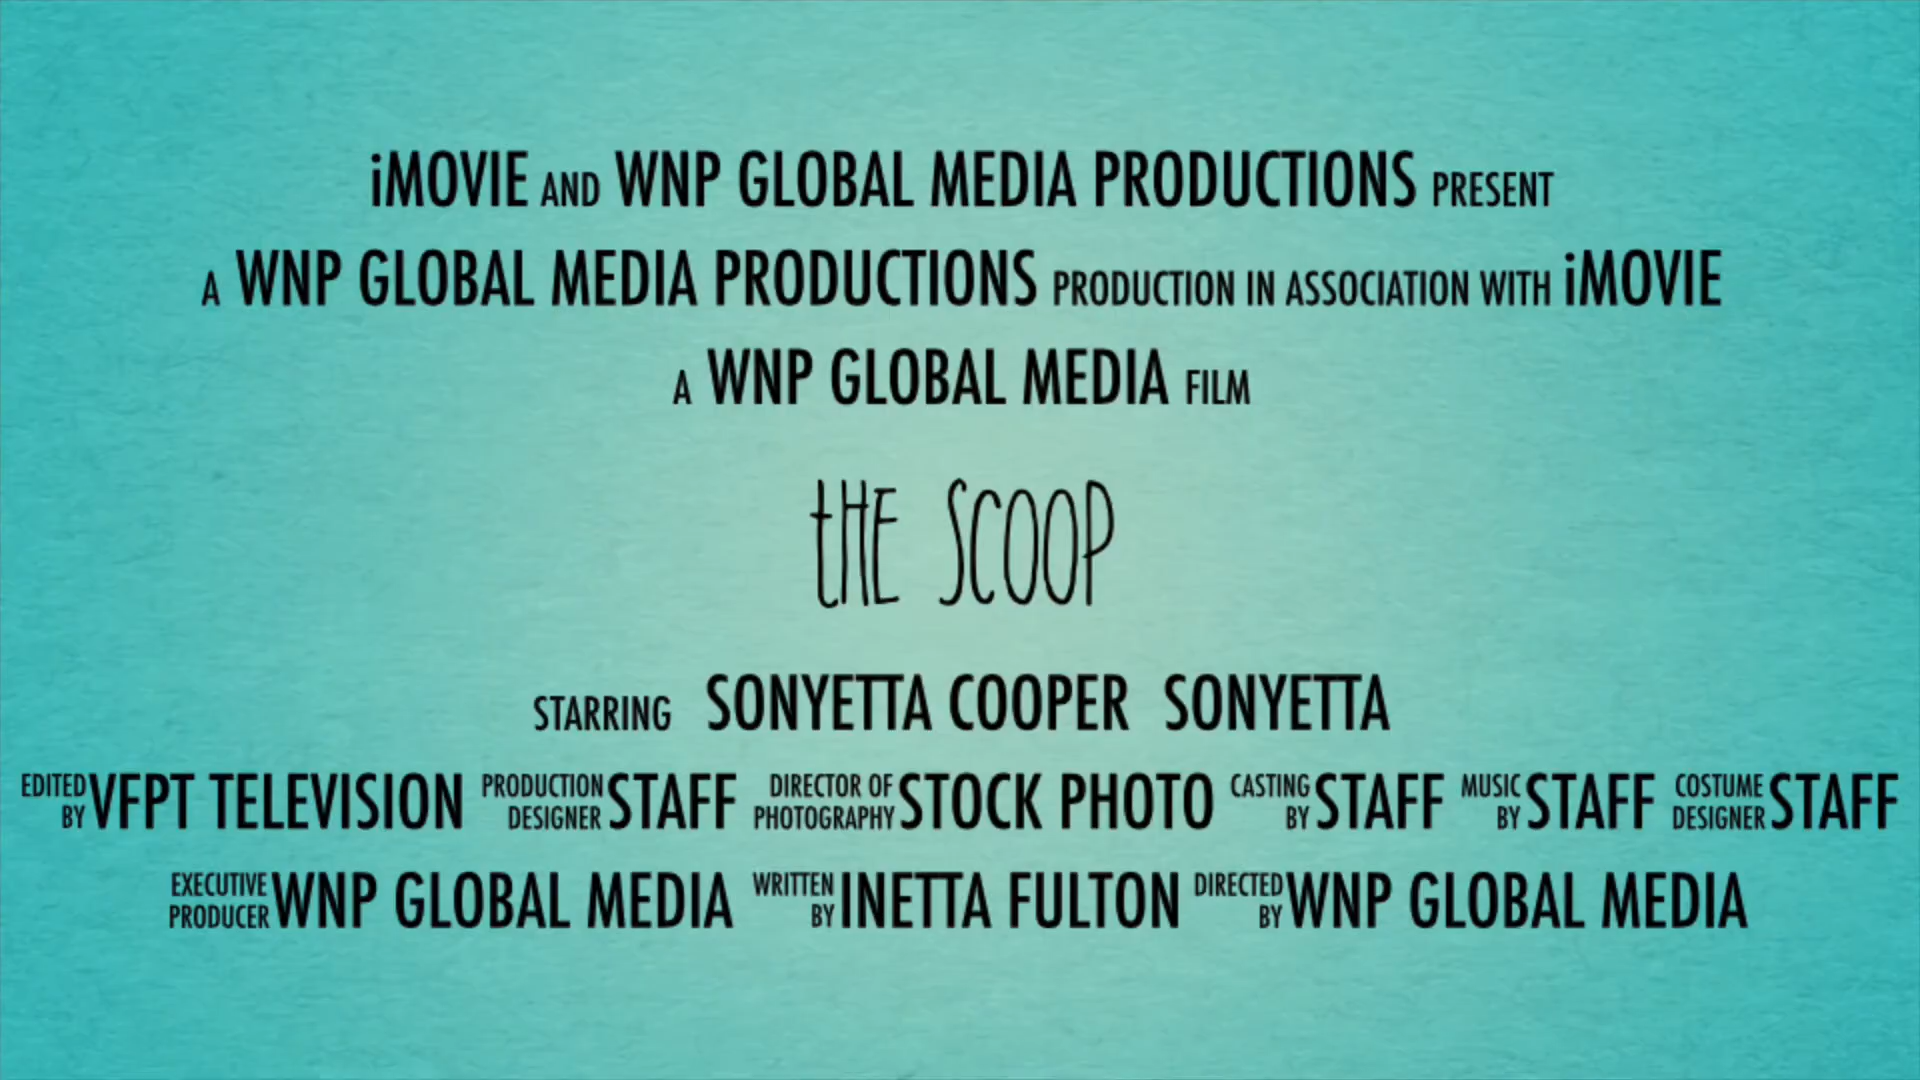 iMOVIE AND WNP GLOBAL MEDIA PRODUCTIONS PRESENT
A WNP GLOBAL MEDIA PRODUCTIONS PRODUCTION IN ASSOCIATION WITH iMOVIE
A WNP GLOBAL MEDIA FILM
tHE SCOOP
STARRING SONYETTA COOPER SONYETTA
EDITED BY VFPT TELEVISION PRODUCTION DESIGNER STAFF DIRECTOR OF PHOTOGRAPHY STOCK PHOTO CASTING BY STAFF MUSIC BY STAFF COSTUME DESIGNER STAFF
EXECUTIVE PRODUCER WNP GLOBAL MEDIA WRITTEN BY INETTA FULTON DIRECTED BY WNP GLOBAL MEDIA